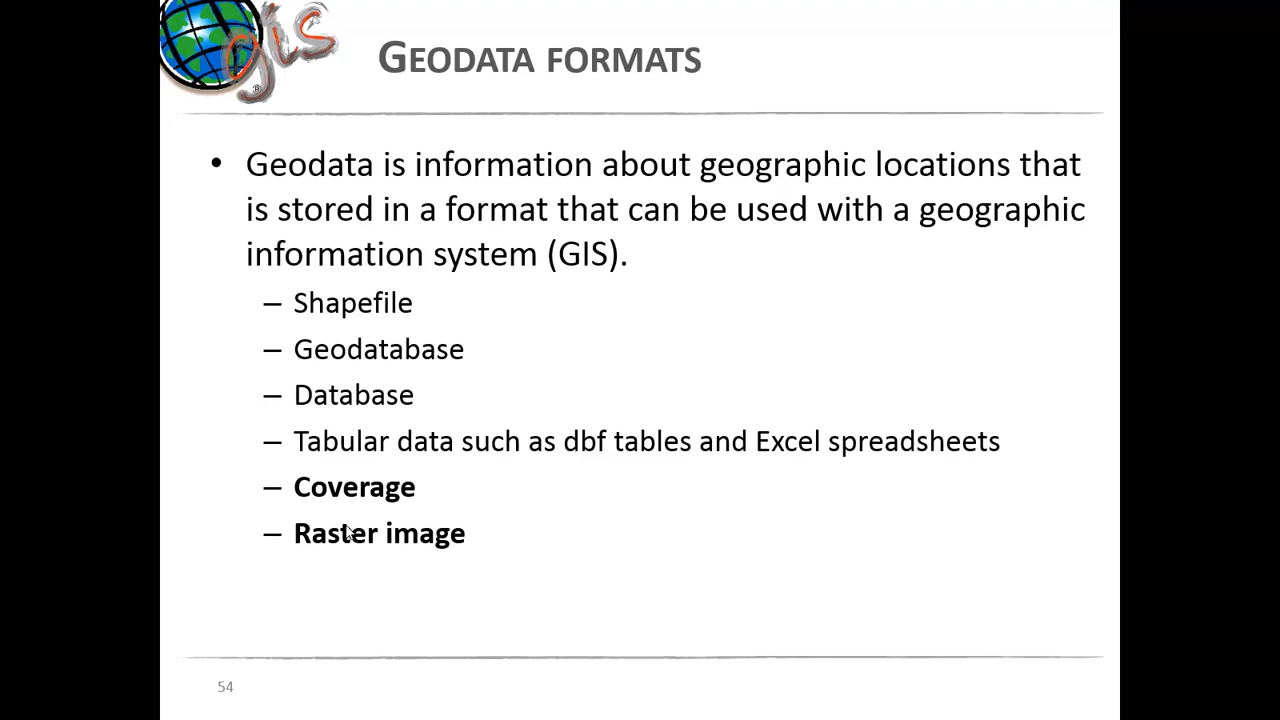 gis
®
GEODATA FORMATS
• Geodata is information about geographic locations that
is stored in a format that can be used with a geographic
information system (GIS).
– Shapefile
– Geodatabase
– Database
– Tabular data such as dbf tables and Excel spreadsheets
– Coverage
– Raster image
54